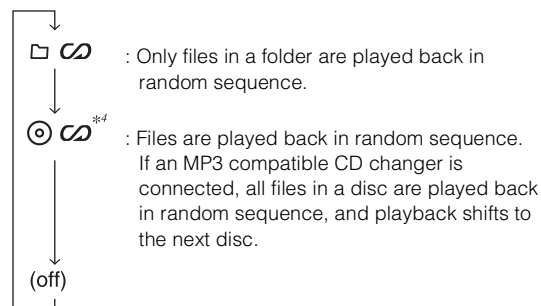 : Only files in a folder are played back in
random sequence.
*4
: Files are played back in random sequence.
If an MP3 compatible CD changer is
connected, all files in a disc are played back
in random sequence, and playback shifts to
the next disc.
(off)